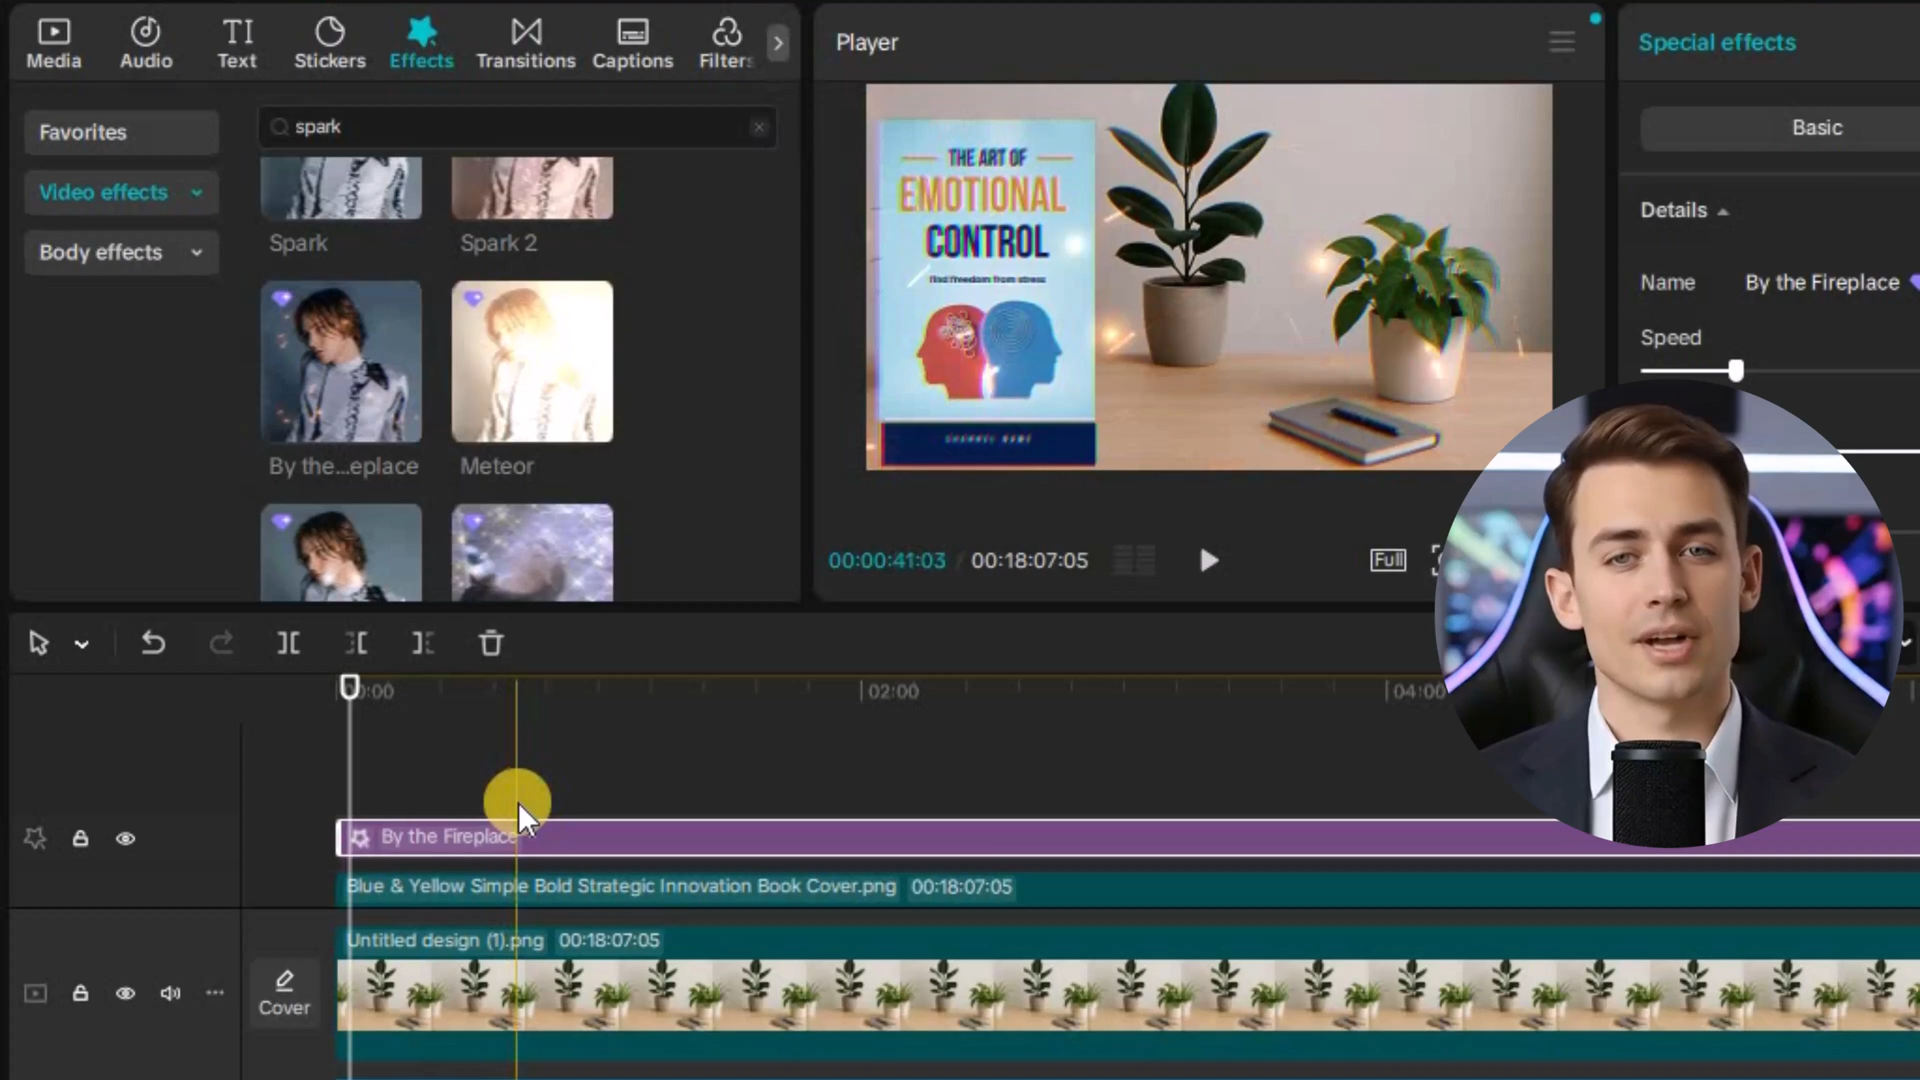 Media
Audio
TI
Text
Stickers
Effects
Transitions
Captions
Filters
Player
Special effects
Favorites
Video effects
Body effects
spark
Spark
Spark 2
By the...eplace
Meteor
THE ART OF
EMOTIONAL
CONTROL
find freedom from stress
CHANNEL NAME
Basic
Details
Name By the Fireplace
Speed
00:00:41:03 / 00:18:07:05
Full
00:00
02:00
04:00
By the Fireplace
Blue & Yellow Simple Bold Strategic Innovation Book Cover.png 00:18:07:05
Untitled design (1).png 00:18:07:05
Cover